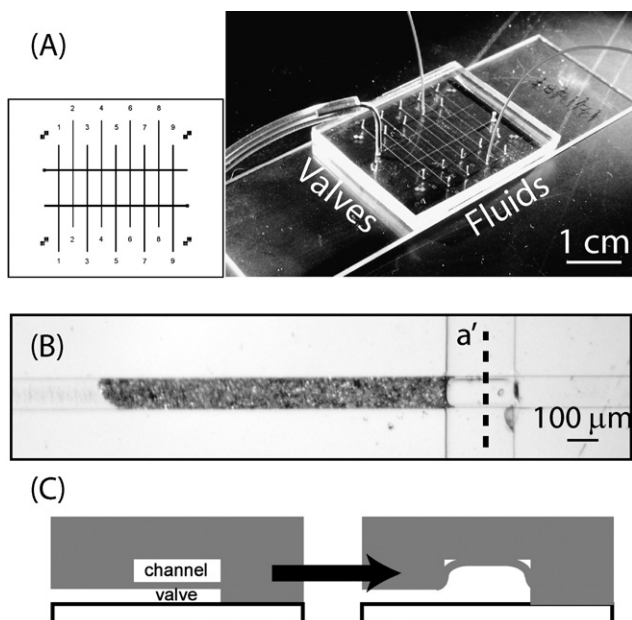 (A)
2 4 6 8
1 3 5 7 9
2 4 6 8
1 3 5 7 9
Valves
Fluids
1 cm
(B)
a'
100 μm
(C)
channel
valve